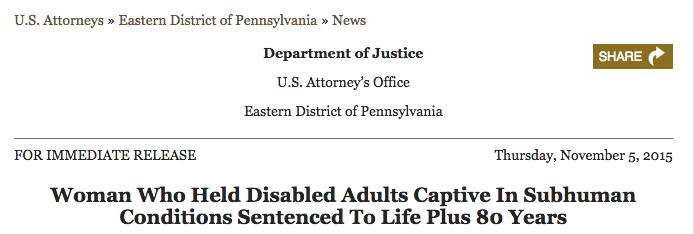 U.S. Attorneys » Eastern District of Pennsylvania » News
Department of Justice
SHARE
U.S. Attorney’s Office
Eastern District of Pennsylvania
FOR IMMEDIATE RELEASE
Thursday, November 5, 2015
Woman Who Held Disabled Adults Captive In Subhuman
Conditions Sentenced To Life Plus 80 Years